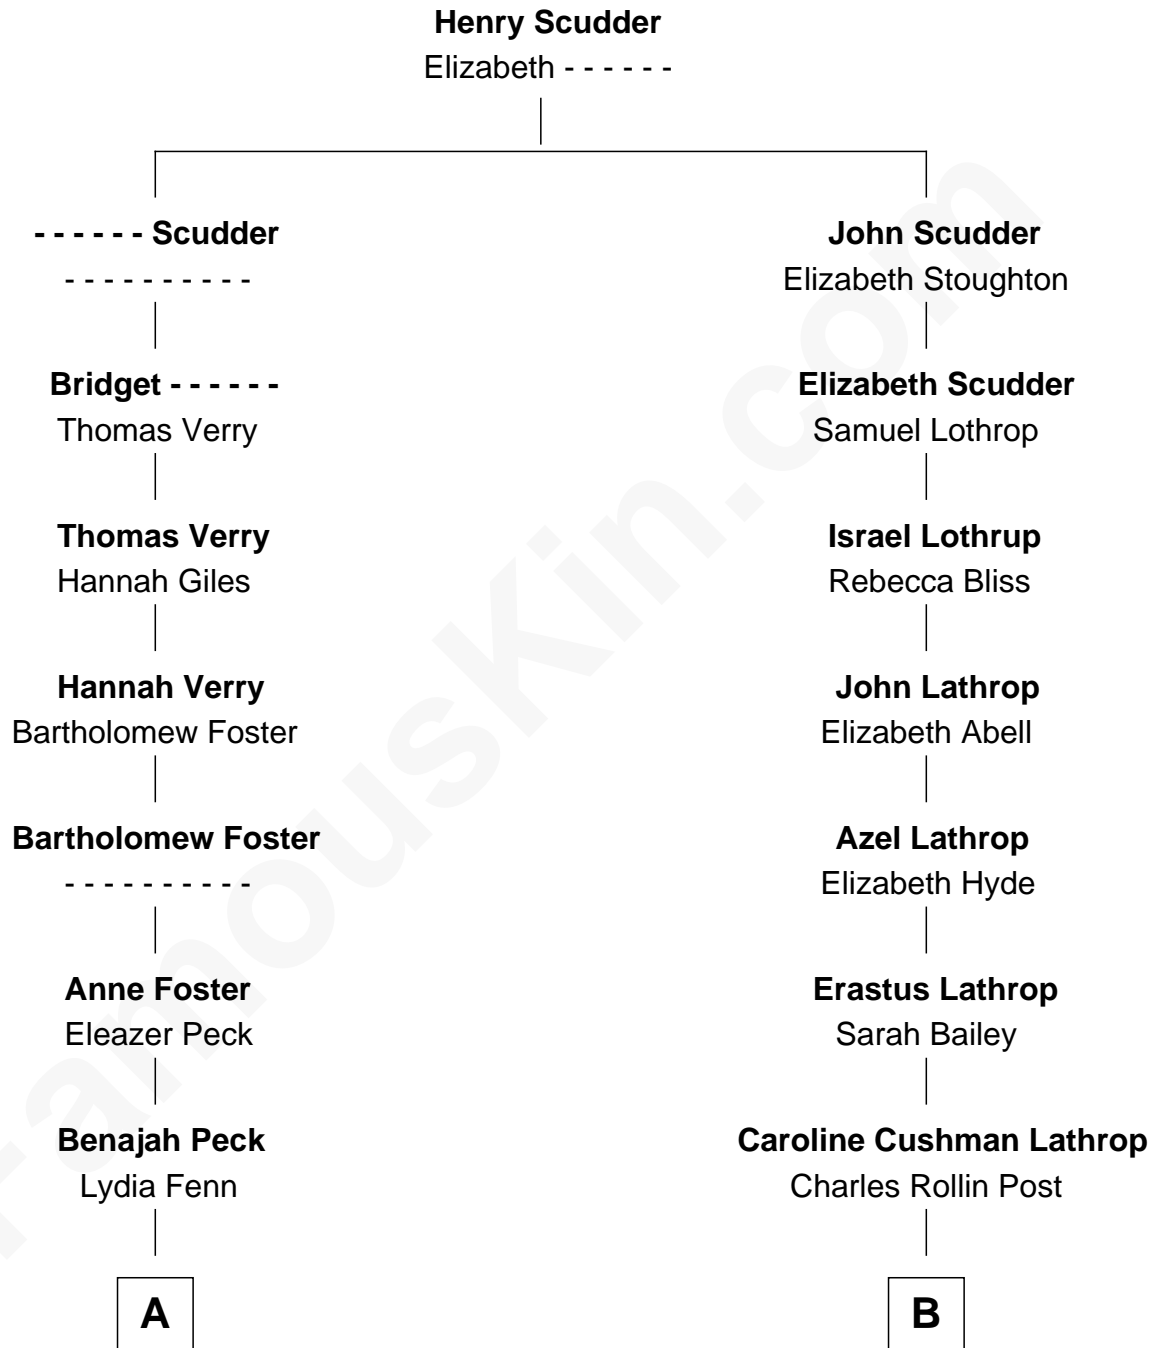 Henry Scudder
Elizabeth - - - - - -
- - - - - - Scudder
- - - - - - - - - -
Bridget - - - - - -
Thomas Verry
Thomas Verry
Hannah Giles
Hannah Verry
Bartholomew Foster
Bartholomew Foster
- - - - - - - - - -
Anne Foster
Eleazer Peck
Benajah Peck
Lydia Fenn
A
John Scudder
Elizabeth Stoughton
Elizabeth Scudder
Samuel Lothrop
Israel Lothrup
Rebecca Bliss
John Lathrop
Elizabeth Abell
Azel Lathrop
Elizabeth Hyde
Erastus Lathrop
Sarah Bailey
Caroline Cushman Lathrop
Charles Rollin Post
B
FamousKin.com